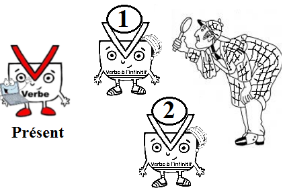 1
Verbe à l'infinitif
Verbe
Présent
2
Verbe à l'infinitif